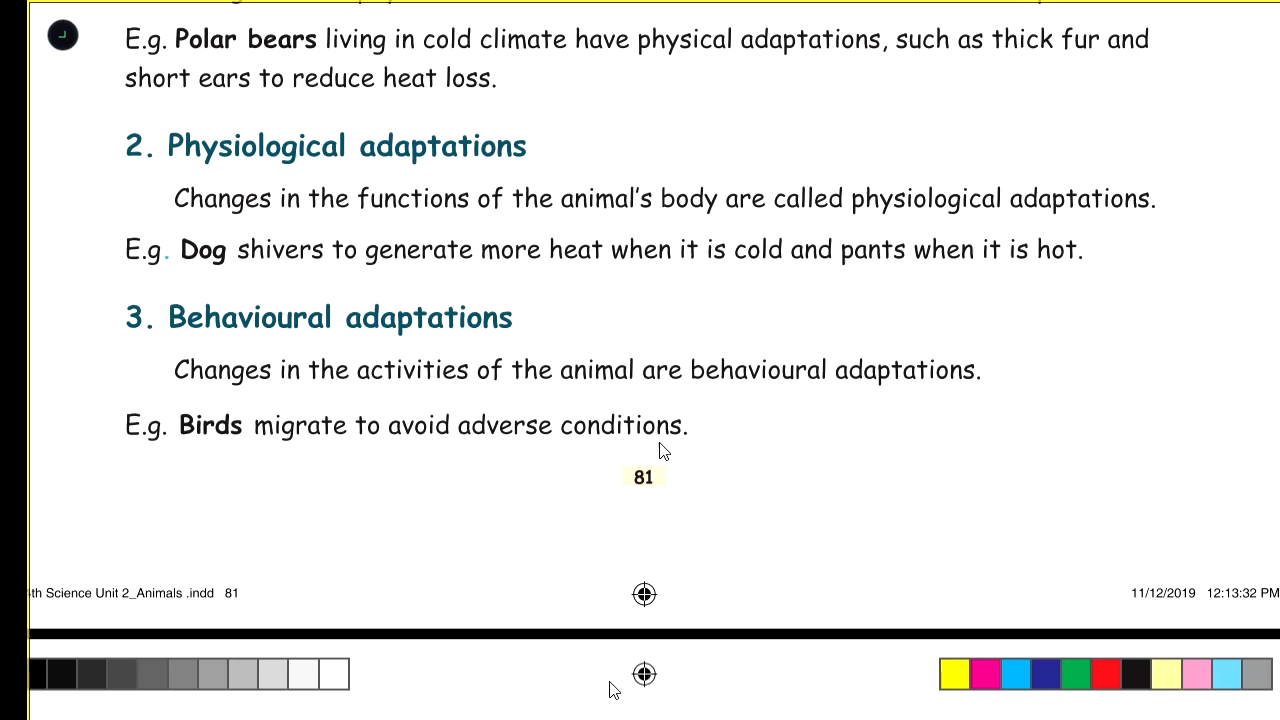 E.g. Polar bears living in cold climate have physical adaptations, such as thick fur and
short ears to reduce heat loss.
2. Physiological adaptations
Changes in the functions of the animal's body are called physiological adaptations.
E.g. Dog shivers to generate more heat when it is cold and pants when it is hot.
3. Behavioural adaptations
Changes in the activities of the animal are behavioural adaptations.
E.g. Birds migrate to avoid adverse conditions.
81
th Science Unit 2_Animals .indd 81
11/12/2019 12:13:32 PM